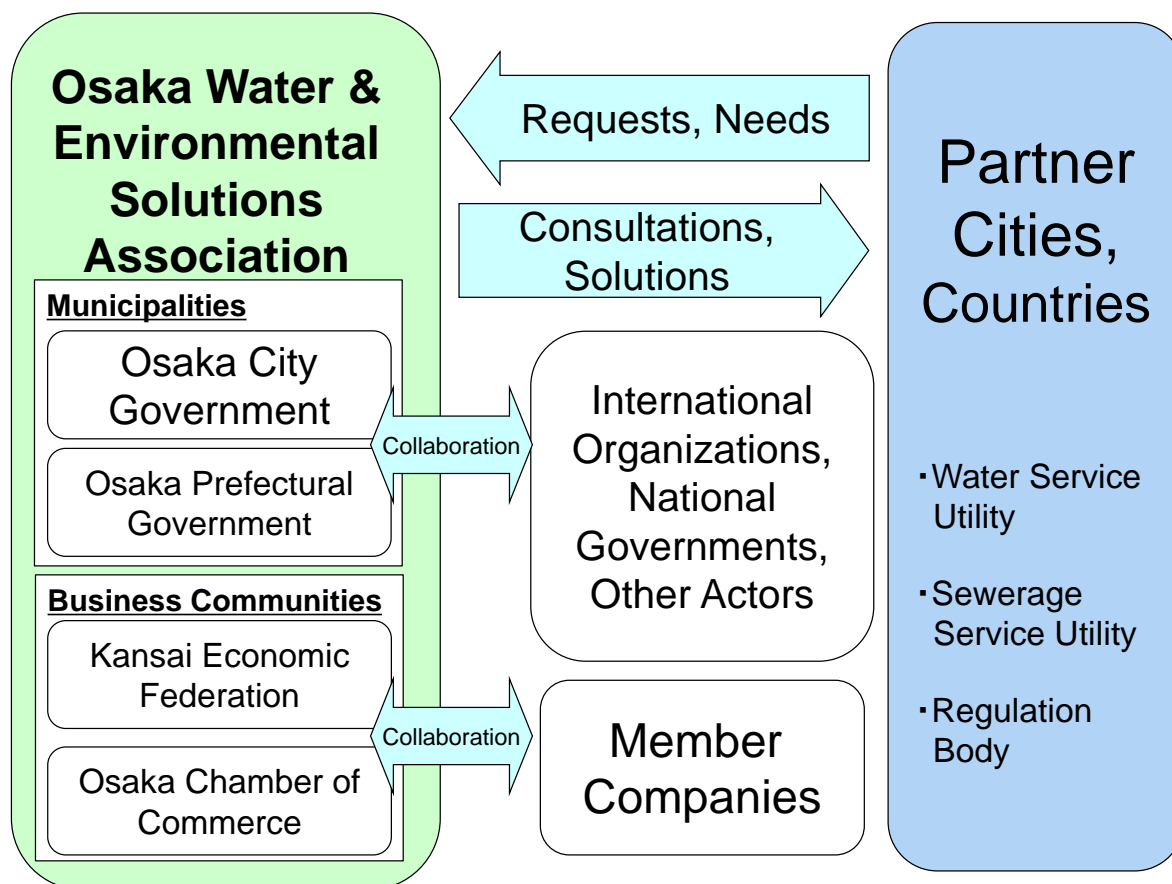 Osaka Water &
Environmental
Solutions
Association
Municipalities
Osaka City
Government
Osaka Prefectural
Government
Business Communities
Kansai Economic
Federation
Osaka Chamber of
Commerce
Requests, Needs
Consultations,
Solutions
Collaboration
International
Organizations,
National
Governments,
Other Actors
Collaboration
Member
Companies
Partner
Cities,
Countries
・Water Service
Utility
・Sewerage
Service Utility
・Regulation
Body